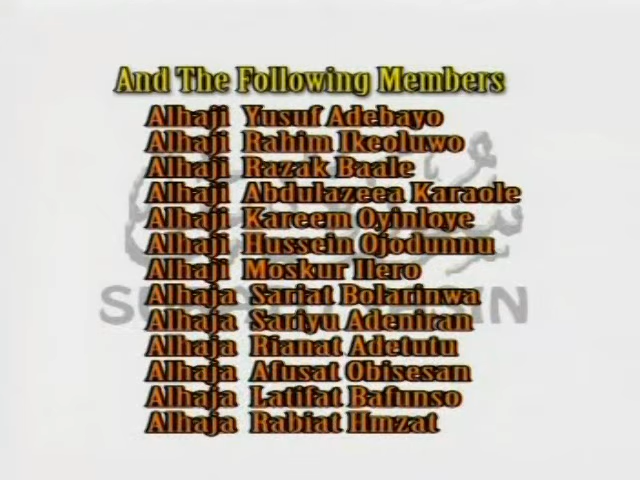 And The Following Members
Alhaji Yusuf Adebayo
Alhaji Rahim Ikeoluwo
Alhaji Razak Baale
Alhaji Abdulazeea Karaole
Alhaji Kareem Oyinloye
Alhaji Hussein Ojodunnu
Alhaji Moskur Ilero
Alhaja Sariat Bolarinwa
Alhaja Sariyu Adeniran
Alhaja Rianat Adetutu
Alhaja Afusat Obisesan
Alhaja Latifat Bafunso
Alhaja Rabiat Hmzat